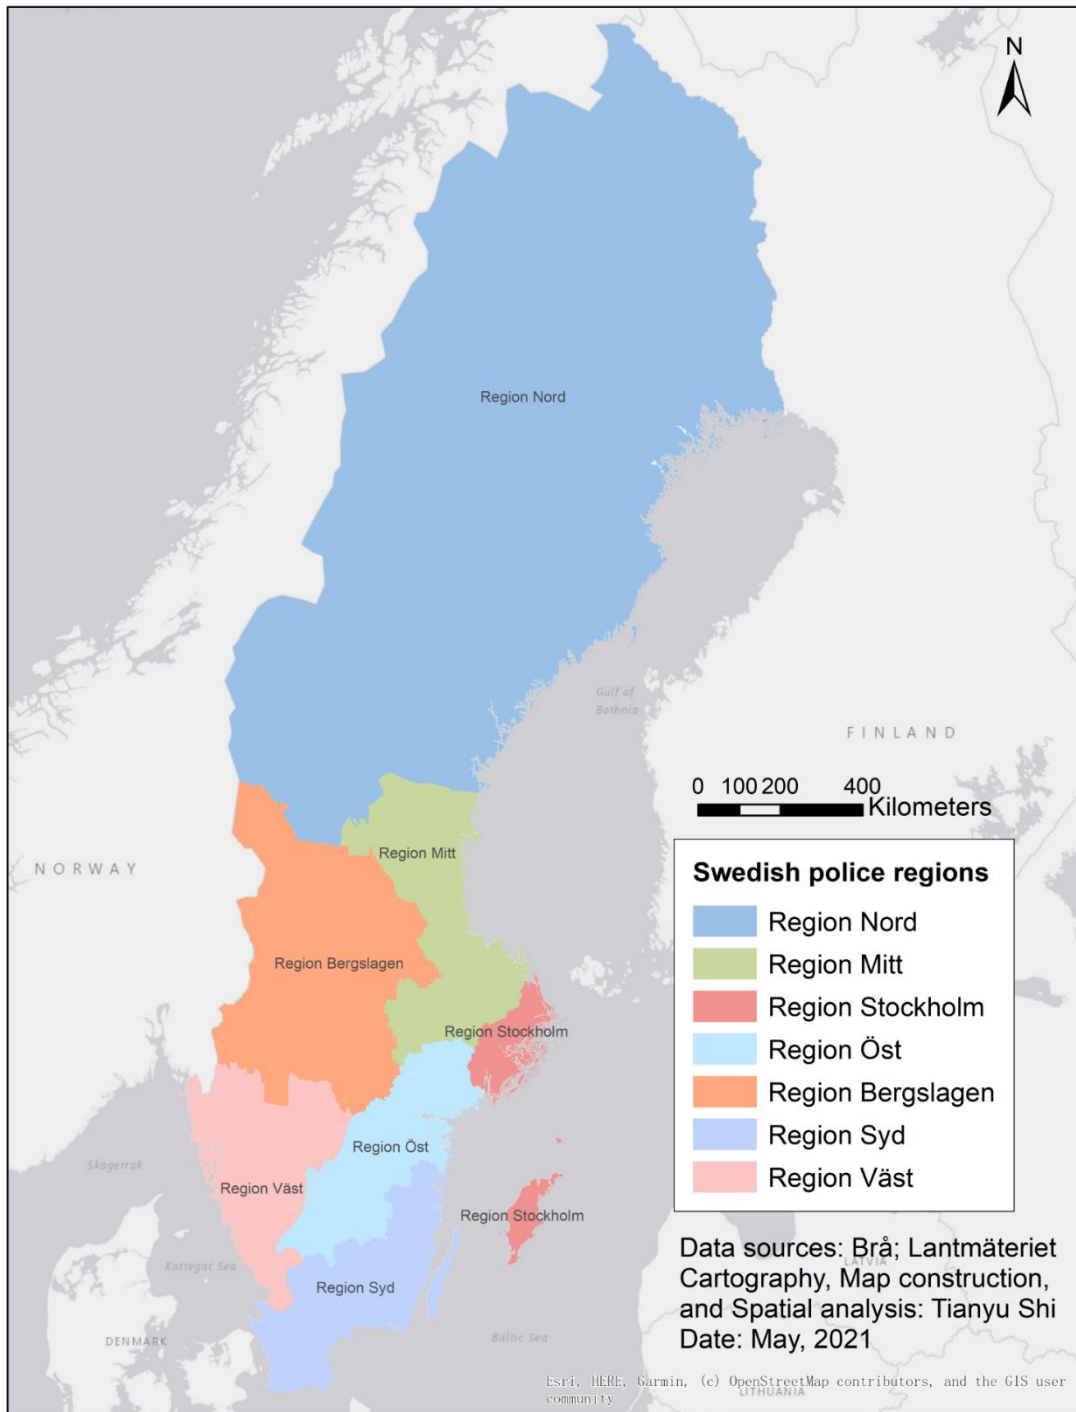 N
Region Nord
Gulf of
Bothnia
FINLAND
0 100 200 400
Kilometers
NORWAY
Region Mitt
Swedish police regions
Region Nord
Region Mitt
Region Stockholm
Region Öst
Region Bergslagen
Region Syd
Region Väst
Region Bergslagen
Region Stockholm
Region Öst
Skagerrak
Region Väst
Region Stockholm
Kattegat Sea
Region Syd
DENMARK
Baltic Sea
Data sources: Brå; Lantmäteriet
LATVIA
Cartography, Map construction,
and Spatial analysis: Tianyu Shi
Date: May, 2021
LITHUANIA
Esri, HERE, Garmin, (c) OpenStreetMap contributors, and the GIS user
community